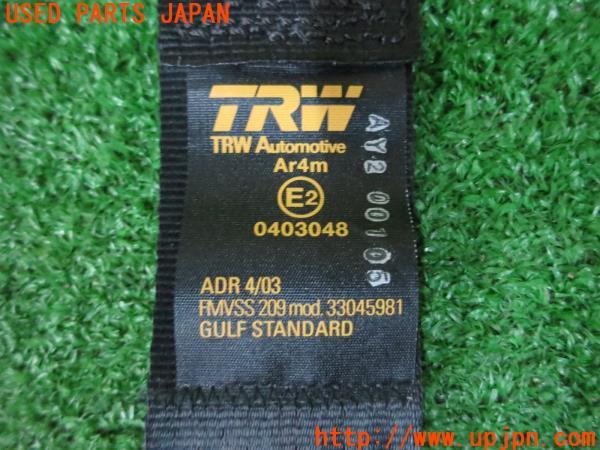 USED PARTS JAPAN
TRW
TRW Automotive
Ar4m
E2
0403048
AY2 00105
ADR 4/03
FMVSS 209 mod. 33045981
GULF STANDARD
http://www.upjpn.com/